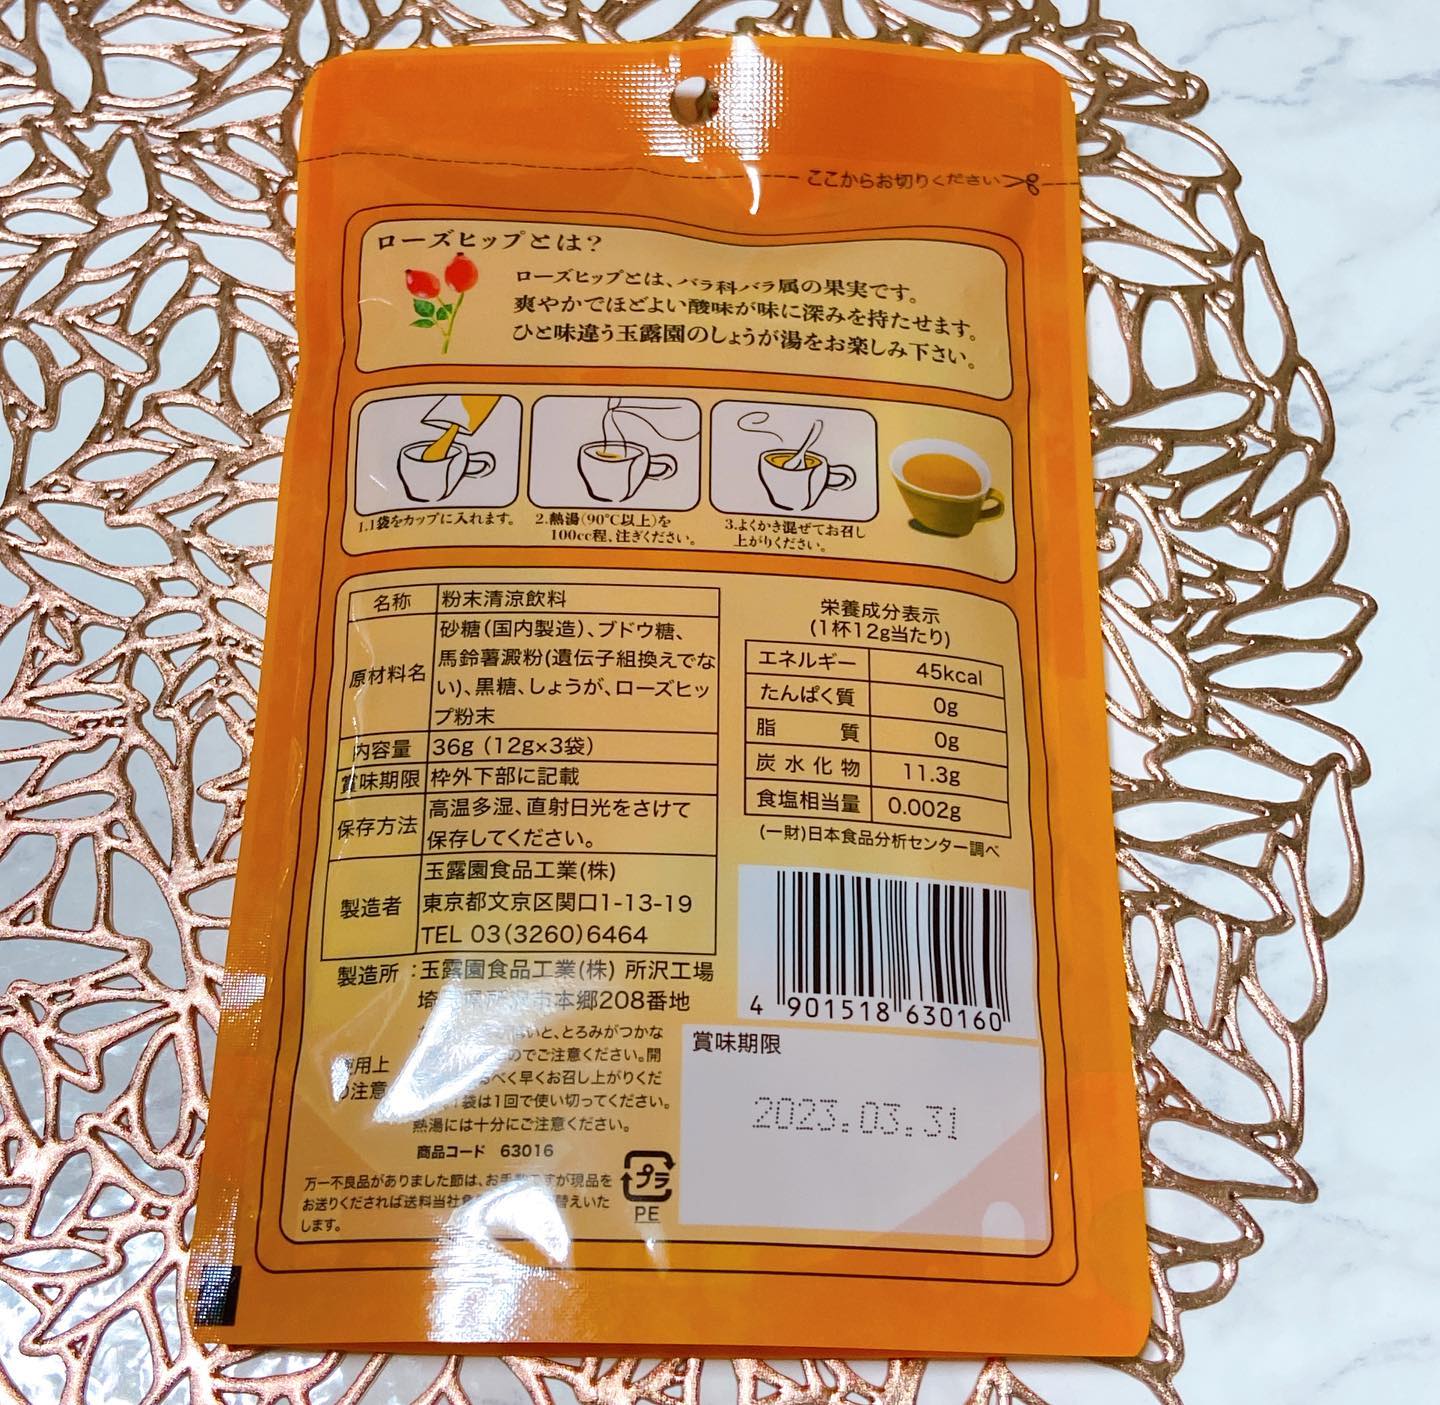 ここからお切りください
ローズヒップとは?
ローズヒップとは、バラ科バラ属の果実です。
爽やかでほどよい酸味が味に深みを持たせます。
ひと味違う玉露園のしょうが湯をお楽しみ下さい。
1.1袋をカップに入れます。
2.熱湯(90℃以上)を
100cc程、注ぎください。
3.よくかき混ぜてお召し
上がりください。
名称 粉末清涼飲料
原材料名 砂糖(国内製造)、ブドウ糖、
馬鈴薯澱粉(遺伝子組換えでな
い)、黒糖、しょうが、ローズヒッ
プ粉末
内容量 36g (12g×3袋)
賞味期限 枠外下部に記載
保存方法 高温多湿、直射日光をさけて
保存してください。
製造者 玉露園食品工業(株)
東京都文京区関口1-13-19
TEL 03(3260)6464
製造所:玉露園食品工業(株) 所沢工場
本郷208番地
用上
注意
いと、とろみがつかな
のでご注意ください。開
べく早くお召し上がりくだ
袋は1回で使い切ってください。
熱湯には十分にご注意ください。
商品コード 63016
万一不良品がありました節は、お手数ですが現品を
お送りくだされば送料当社 替えいた
します。
プラ
PE
栄養成分表示
(1杯12g当たり)
エネルギー 45kcal
たんぱく質 0g
脂質 0g
炭水化物 11.3g
食塩相当量 0.002g
(一財)日本食品分析センター調べ
4 901518 630160
賞味期限
2023.03.31